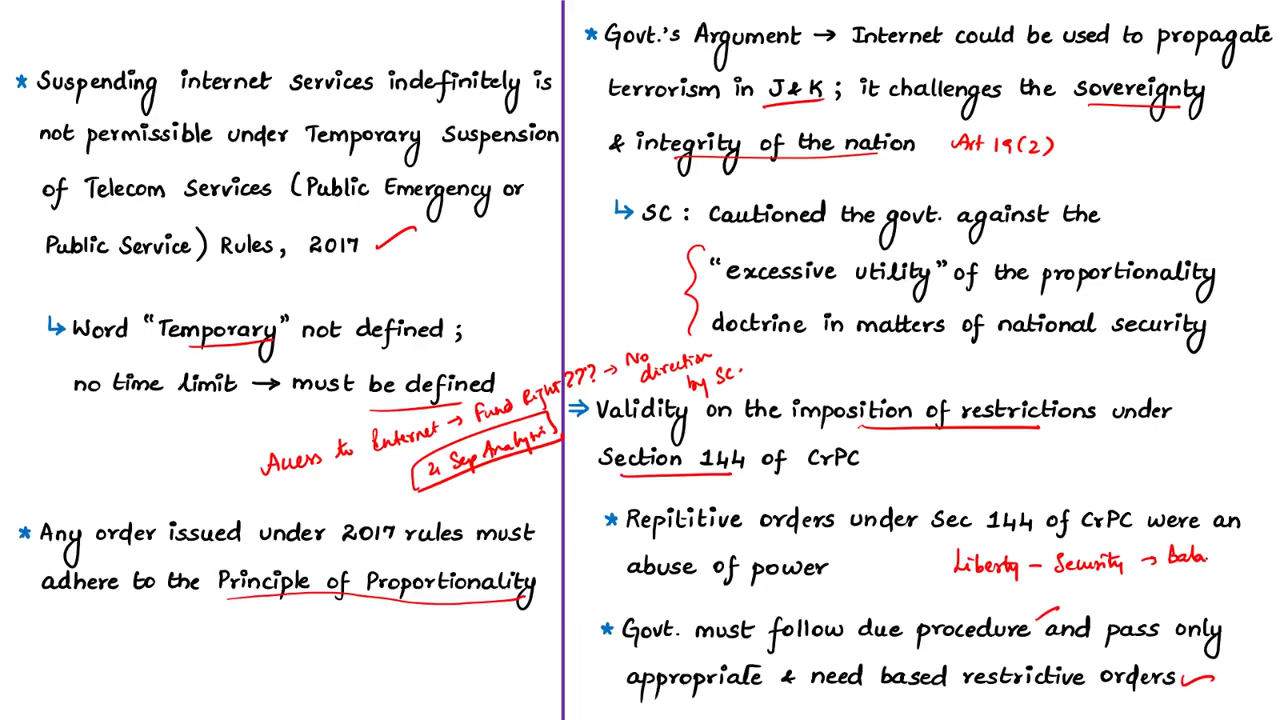 * Suspending internet services indefinitely is
not permissible under Temporary Suspension
of Telecom Services (Public Emergency or
Public Service) Rules, 2017
↳ Word "Temporary" not defined;
no time limit → must be defined
Access to Internet → Fund Right??? → No
direction
by SC.
2 Sep Analysis
* Any order issued under 2017 rules must
adhere to the Principle of Proportionality
* Govt.'s Argument → Internet could be used to propagate
terrorism in J&K; it challenges the sovereignty
& integrity of the nation Art 19(2)
↳ SC: Cautioned the govt. against the
"excessive utility" of the proportionality
doctrine in matters of national security
⇒ Validity on the imposition of restrictions under
Section 144 of CrPC
* Repititive orders under Sec 144 of CrPC were an
abuse of power Liberty - Security → Bala
* Govt. must follow due procedure and pass only
appropriate & need based restrictive orders